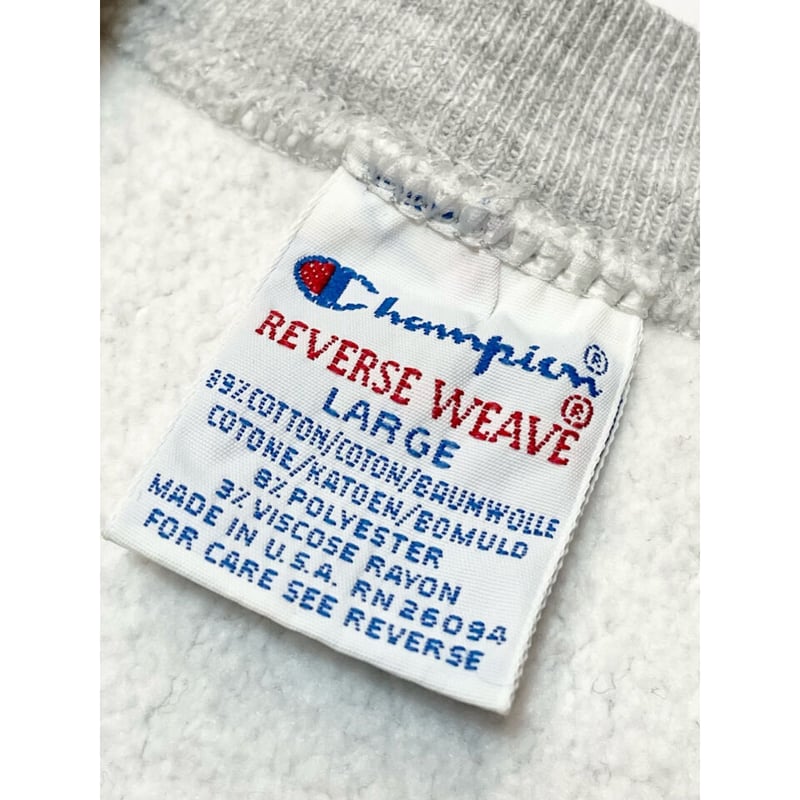 Champion®
REVERSE WEAVE®
LARGE
89%COTTON/COTON/BAUMWOLLE
COTONE/KATOEN/BOMULD
8%POLYESTER
3%VISCOSE RAYON
MADE IN U.S.A. RN 26094
FOR CARE SEE REVERSE